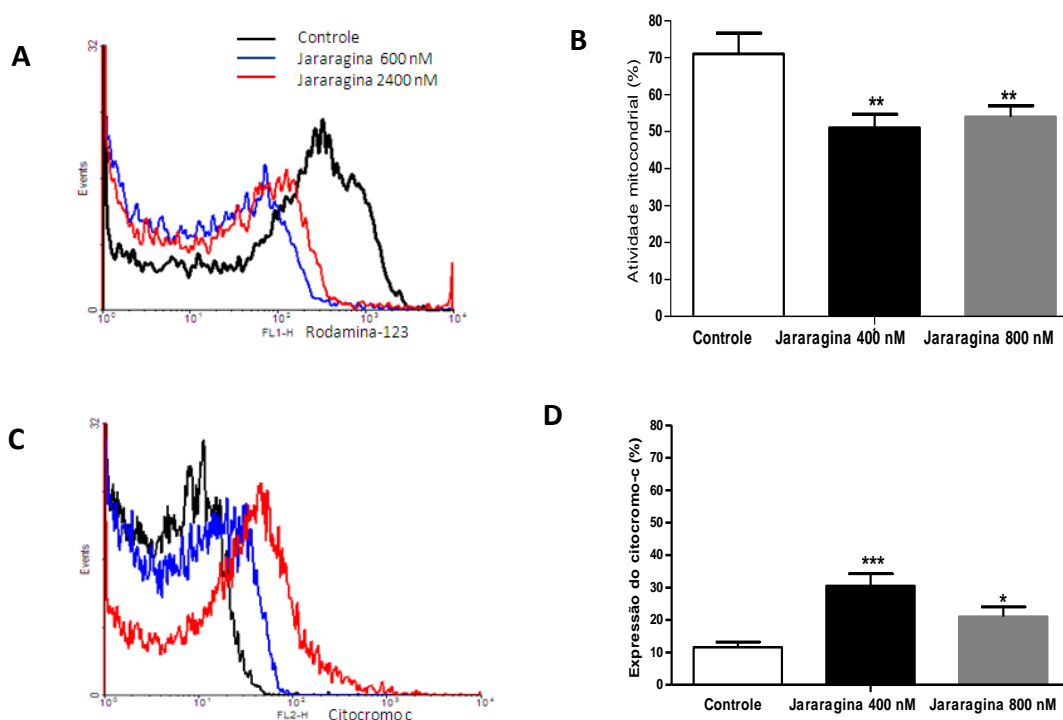 A
32
Controle
Jararagina 600 nM
Jararagina 2400 nM
Events
0
10⁰ 10¹ 10² 10³ 10⁴
FL1-H Rodamina-123
B
Atividade mitocondrial (%)
80
70
60
50
40
30
20
10
0
** **
Controle Jararagina 400 nM Jararagina 800 nM
C
32
Events
0
10⁰ 10¹ 10² 10³ 10⁴
FL2-H Citocromo c
D
Expressão do citocromo-c (%)
80
70
60
50
40
30
20
10
0
*** *
Controle Jararagina 400 nM Jararagina 800 nM